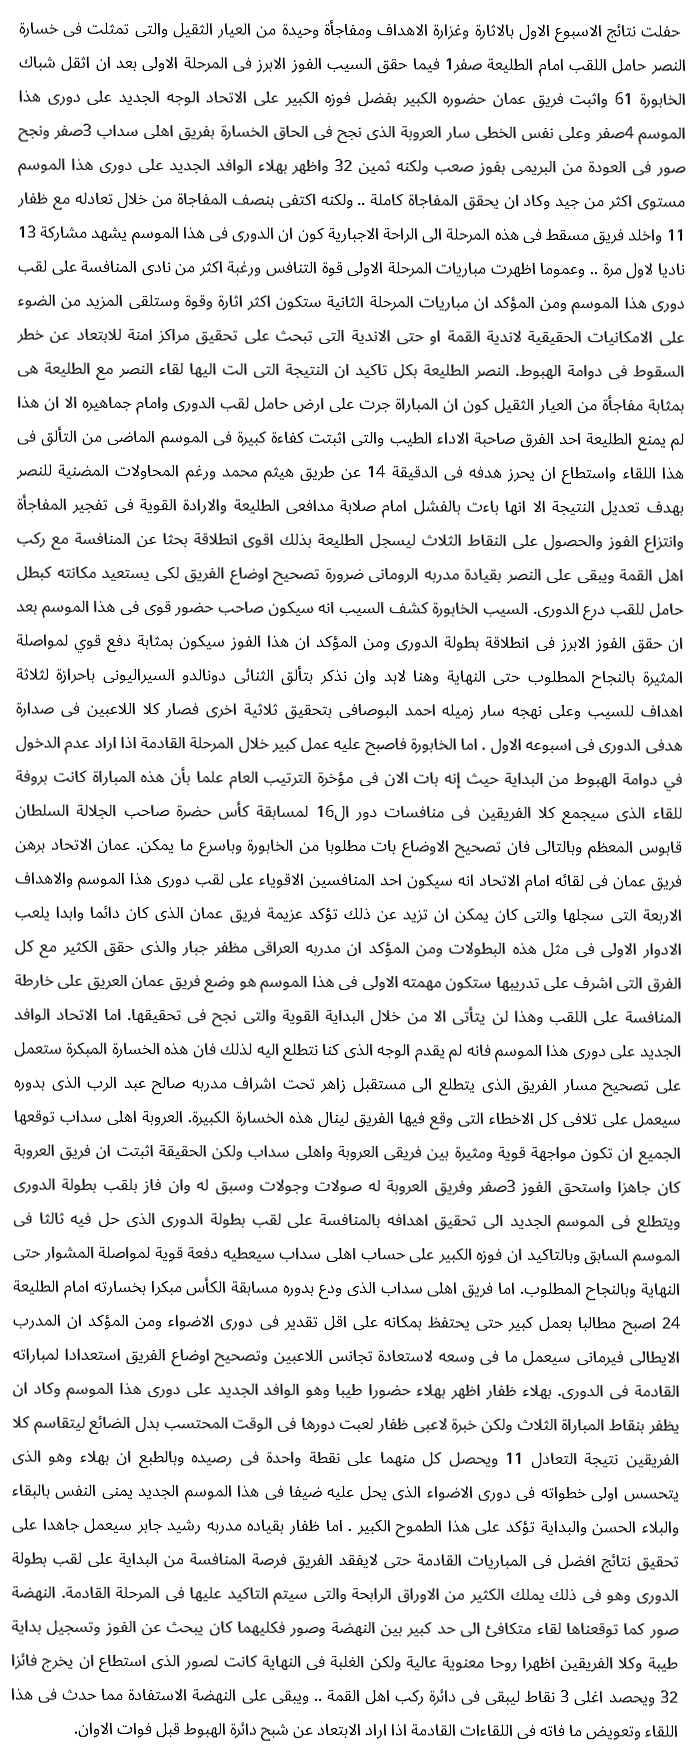 حفلت نتائج الاسبوع الاول بالاثارة وغزارة الاهداف ومفاجأة وحيدة من العيار الثقيل والتى تمثلت فى خسارة
النصر حامل اللقب امام الطليعة صفر1 فيما حقق السيب الفوز الابرز فى المرحلة الاولى بعد ان اثقل شباك
الخابورة 61 واثبت فريق عمان حضوره الكبير بفضل فوزه الكبير على الاتحاد الوجه الجديد على دورى هذا
الموسم 4صفر وعلى نفس الخطى سار العروبة الذى نجح فى الحاق الخسارة بفريق اهلى سداب 3صفر ونجح
صور فى العودة من البريمى بفوز صعب ولكنه ثمين 32 واظهر بهلاء الوافد الجديد على دورى هذا الموسم
مستوى اكثر من جيد وكاد ان يحقق المفاجاة كاملة .. ولكنه اكتفى بنصف المفاجاة من خلال تعادله مع ظفار
11 واخلد فريق مسقط فى هذه المرحلة الى الراحة الاجبارية كون ان الدورى فى هذا الموسم يشهد مشاركة 13
ناديا لاول مرة .. وعموما اظهرت مباريات المرحلة الاولى قوة التنافس ورغبة اكثر من نادى المنافسة على لقب
دورى هذا الموسم ومن المؤكد ان مباريات المرحلة الثانية ستكون اكثر اثارة وقوة وستلقى المزيد من الضوء
على الامكانيات الحقيقية لاندية القمة او حتى الاندية التى تبحث على تحقيق مراكز امنة للابتعاد عن خطر
السقوط فى دوامة الهبوط. النصر الطليعة بكل تاكيد ان النتيجة التى الت اليها لقاء النصر مع الطليعة هى
بمثابة مفاجأة من العيار الثقيل كون ان المباراة جرت على ارض حامل لقب الدورى وامام جماهيره الا ان هذا
لم يمنع الطليعة احد الفرق صاحبة الاداء الطيب والتى اثبتت كفاءة كبيرة فى الموسم الماضى من التألق فى
هذا اللقاء واستطاع ان يحرز هدفه فى الدقيقة 14 عن طريق هيثم محمد ورغم المحاولات المضنية للنصر
بهدف تعديل النتيجة الا انها باءت بالفشل امام صلابة مدافعى الطليعة والارادة القوية فى تفجير المفاجأة
وانتزاع الفوز والحصول على النقاط الثلاث ليسجل الطليعة بذلك اقوى انطلاقة بحثا عن المنافسة مع ركب
اهل القمة ويبقى على النصر بقيادة مدربه الرومانى ضرورة تصحيح اوضاع الفريق لكى يستعيد مكانته كبطل
حامل للقب درع الدورى. السيب الخابورة كشف السيب انه سيكون صاحب حضور قوى فى هذا الموسم بعد
ان حقق الفوز الابرز فى انطلاقة بطولة الدورى ومن المؤكد ان هذا الفوز سيكون بمثابة دفع قوي لمواصلة
المثيرة بالنجاح المطلوب حتى النهاية وهنا لابد وان نذكر بتألق الثنائى دونالدو السيراليونى باحرازة لثلاثة
اهداف للسيب وعلى نهجه سار زميله احمد البوصافى بتحقيق ثلاثية اخرى فصار كلا اللاعبين فى صدارة
هدفى الدورى فى اسبوعه الاول . اما الخابورة فاصبح عليه عمل كبير خلال المرحلة القادمة اذا اراد عدم الدخول
في دوامة الهبوط من البداية حيث إنه بات الان فى مؤخرة الترتيب العام علما بأن هذه المباراة كانت بروفة
للقاء الذى سيجمع كلا الفريقين فى منافسات دور ال16 لمسابقة كأس حضرة صاحب الجلالة السلطان
قابوس المعظم وبالتالى فان تصحيح الاوضاع بات مطلوبا من الخابورة وباسرع ما يمكن. عمان الاتحاد برهن
فريق عمان فى لقائه امام الاتحاد انه سيكون احد المنافسين الاقوياء على لقب دورى هذا الموسم والاهداف
الاربعة التى سجلها والتى كان يمكن ان تزيد عن ذلك تؤكد عزيمة فريق عمان الذى كان دائما وابدا يلعب
الادوار الاولى فى مثل هذه البطولات ومن المؤكد ان مدربه العراقى مظفر جبار والذى حقق الكثير مع كل
الفرق التى اشرف على تدريبها ستكون مهمته الاولى فى هذا الموسم هو وضع فريق عمان العريق على خارطة
المنافسة على اللقب وهذا لن يتأتى الا من خلال البداية القوية والتى نجح فى تحقيقها. اما الاتحاد الوافد
الجديد على دورى هذا الموسم فانه لم يقدم الوجه الذى كنا نتطلع اليه لذلك فان هذه الخسارة المبكرة ستعمل
على تصحيح مسار الفريق الذى يتطلع الى مستقبل زاهر تحت اشراف مدربه صالح عبد الرب الذى بدوره
سيعمل على تلافى كل الاخطاء التى وقع فيها الفريق لينال هذه الخسارة الكبيرة. العروبة اهلى سداب توقعها
الجميع ان تكون مواجهة قوية ومثيرة بين فريقى العروبة واهلى سداب ولكن الحقيقة اثبتت ان فريق العروبة
كان جاهزا واستحق الفوز 3صفر وفريق العروبة له صولات وجولات وسبق له وان فاز بلقب بطولة الدورى
ويتطلع فى الموسم الجديد الى تحقيق اهدافه بالمنافسة على لقب بطولة الدورى الذى حل فيه ثالثا فى
الموسم السابق وبالتاكيد ان فوزه الكبير على حساب اهلى سداب سيعطيه دفعة قوية لمواصلة المشوار حتى
النهاية وبالنجاح المطلوب. اما فريق اهلى سداب الذى ودع بدوره مسابقة الكأس مبكرا بخسارته امام الطليعة
24 اصبح مطالبا بعمل كبير حتى يحتفظ بمكانه على اقل تقدير فى دورى الاضواء ومن المؤكد ان المدرب
الايطالى فيرمانى سيعمل ما فى وسعه لاستعادة تجانس اللاعبين وتصحيح اوضاع الفريق استعدادا لمباراته
القادمة فى الدورى. بهلاء ظفار اظهر بهلاء حضورا طيبا وهو الوافد الجديد على دورى هذا الموسم وكاد ان
يظفر بنقاط المباراة الثلاث ولكن خبرة لاعبى ظفار لعبت دورها فى الوقت المحتسب بدل الضائع ليتقاسم كلا
الفريقين نتيجة التعادل 11 ويحصل كل منهما على نقطة واحدة فى رصيده وبالطبع ان بهلاء وهو الذى
يتحسس اولى خطواته فى دورى الاضواء الذى يحل عليه ضيفا فى هذا الموسم الجديد يمنى النفس بالبقاء
والبلاء الحسن والبداية تؤكد على هذا الطموح الكبير . اما ظفار بقياده مدربه رشيد جابر سيعمل جاهدا على
تحقيق نتائج افضل فى المباريات القادمة حتى لايفقد الفريق فرصة المنافسة من البداية على لقب بطولة
الدورى وهو فى ذلك يملك الكثير من الاوراق الرابحة والتى سيتم التاكيد عليها فى المرحلة القادمة. النهضة
صور كما توقعناها لقاء متكافئ الى حد كبير بين النهضة وصور فكليهما كان يبحث عن الفوز وتسجيل بداية
طيبة وكلا الفريقين اظهرا روحا معنوية عالية ولكن الغلبة فى النهاية كانت لصور الذى استطاع ان يخرج فائزا
32 ويحصد اغلى 3 نقاط ليبقى فى دائرة ركب اهل القمة .. ويبقى على النهضة الاستفادة مما حدث فى هذا
اللقاء وتعويض ما فاته فى اللقاءات القادمة اذا اراد الابتعاد عن شبح دائرة الهبوط قبل فوات الاوان.